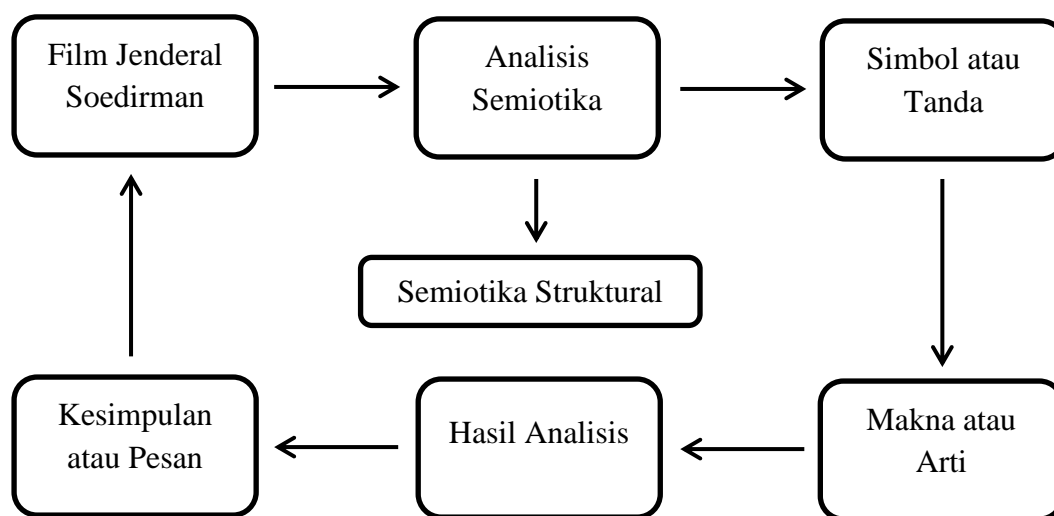 Film Jenderal
Soedirman
Analisis
Semiotika
Simbol atau
Tanda
Semiotika Struktural
Makna atau
Arti
Hasil Analisis
Kesimpulan
atau Pesan